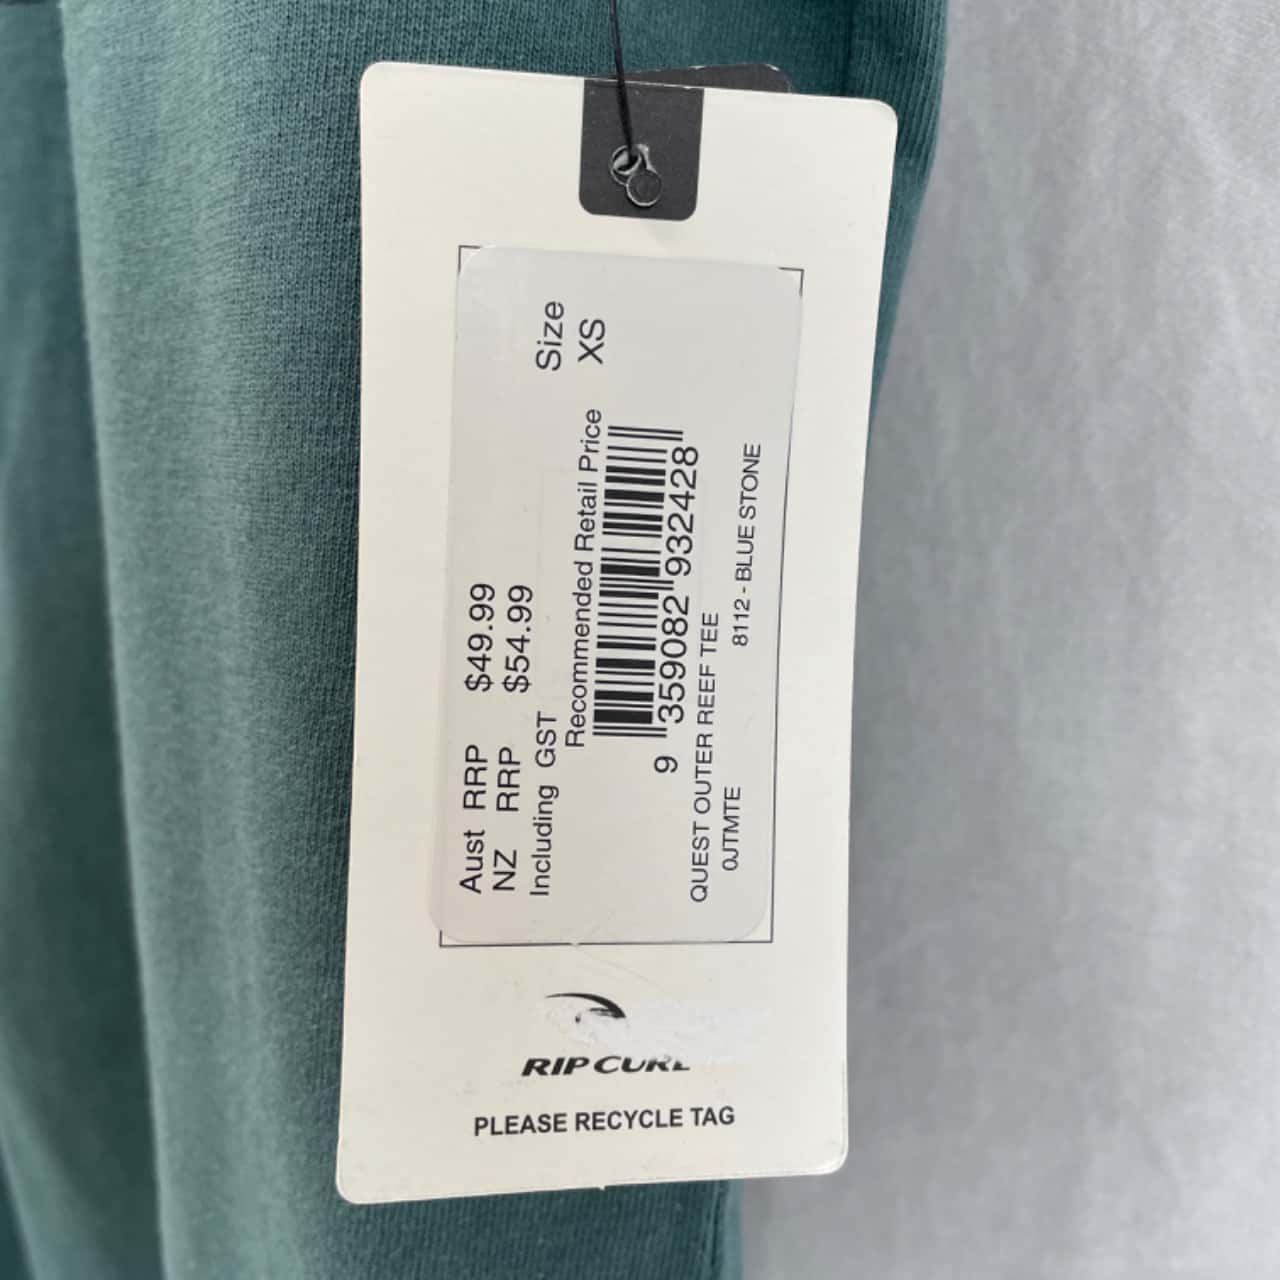 Size
XS
Aust RRP $49.99
NZ RRP $54.99
Including GST
Recommended Retail Price
9 359082 932428
QUEST OUTER REEF TEE
0JTMTE 8112 - BLUE STONE
RIP CURL
PLEASE RECYCLE TAG